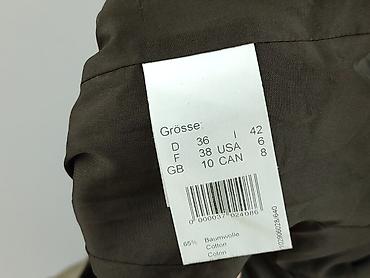 Grösse:
D 36 I 42
F 38 USA 6
GB 10 CAN 8
0 000037 024086
65% Baumwolle
Cotton
Coton